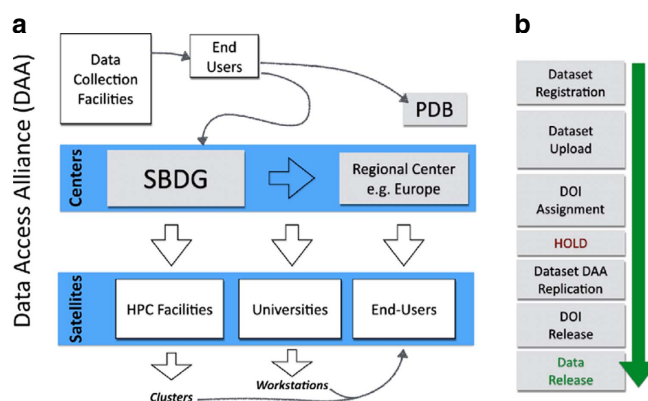 a
Data Access Alliance (DAA)
Data
Collection
Facilities
End
Users
PDB
Centers
SBDG
Regional Center
e.g. Europe
Satellites
HPC Facilities
Universities
End-Users
Clusters
Workstations
b
Dataset
Registration
Dataset
Upload
DOI
Assignment
HOLD
Dataset DAA
Replication
DOI
Release
Data
Release